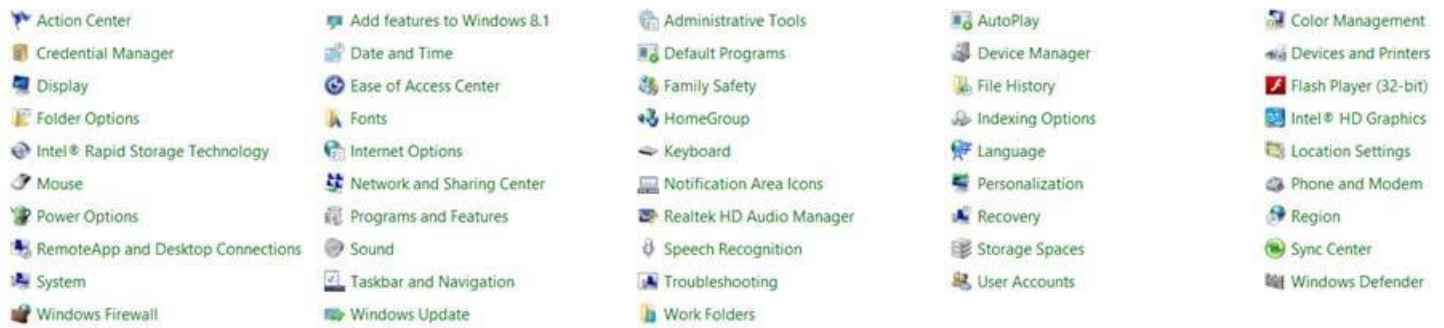 Action Center
Add features to Windows 8.1
Administrative Tools
AutoPlay
Color Management
Credential Manager
Date and Time
Default Programs
Device Manager
Devices and Printers
Display
Ease of Access Center
Family Safety
File History
Flash Player (32-bit)
Folder Options
Fonts
HomeGroup
Indexing Options
Intel® HD Graphics
Intel® Rapid Storage Technology
Internet Options
Keyboard
Language
Location Settings
Mouse
Network and Sharing Center
Notification Area Icons
Personalization
Phone and Modem
Power Options
Programs and Features
Realtek HD Audio Manager
Recovery
Region
RemoteApp and Desktop Connections
Sound
Speech Recognition
Storage Spaces
Sync Center
System
Taskbar and Navigation
Troubleshooting
User Accounts
Windows Defender
Windows Firewall
Windows Update
Work Folders